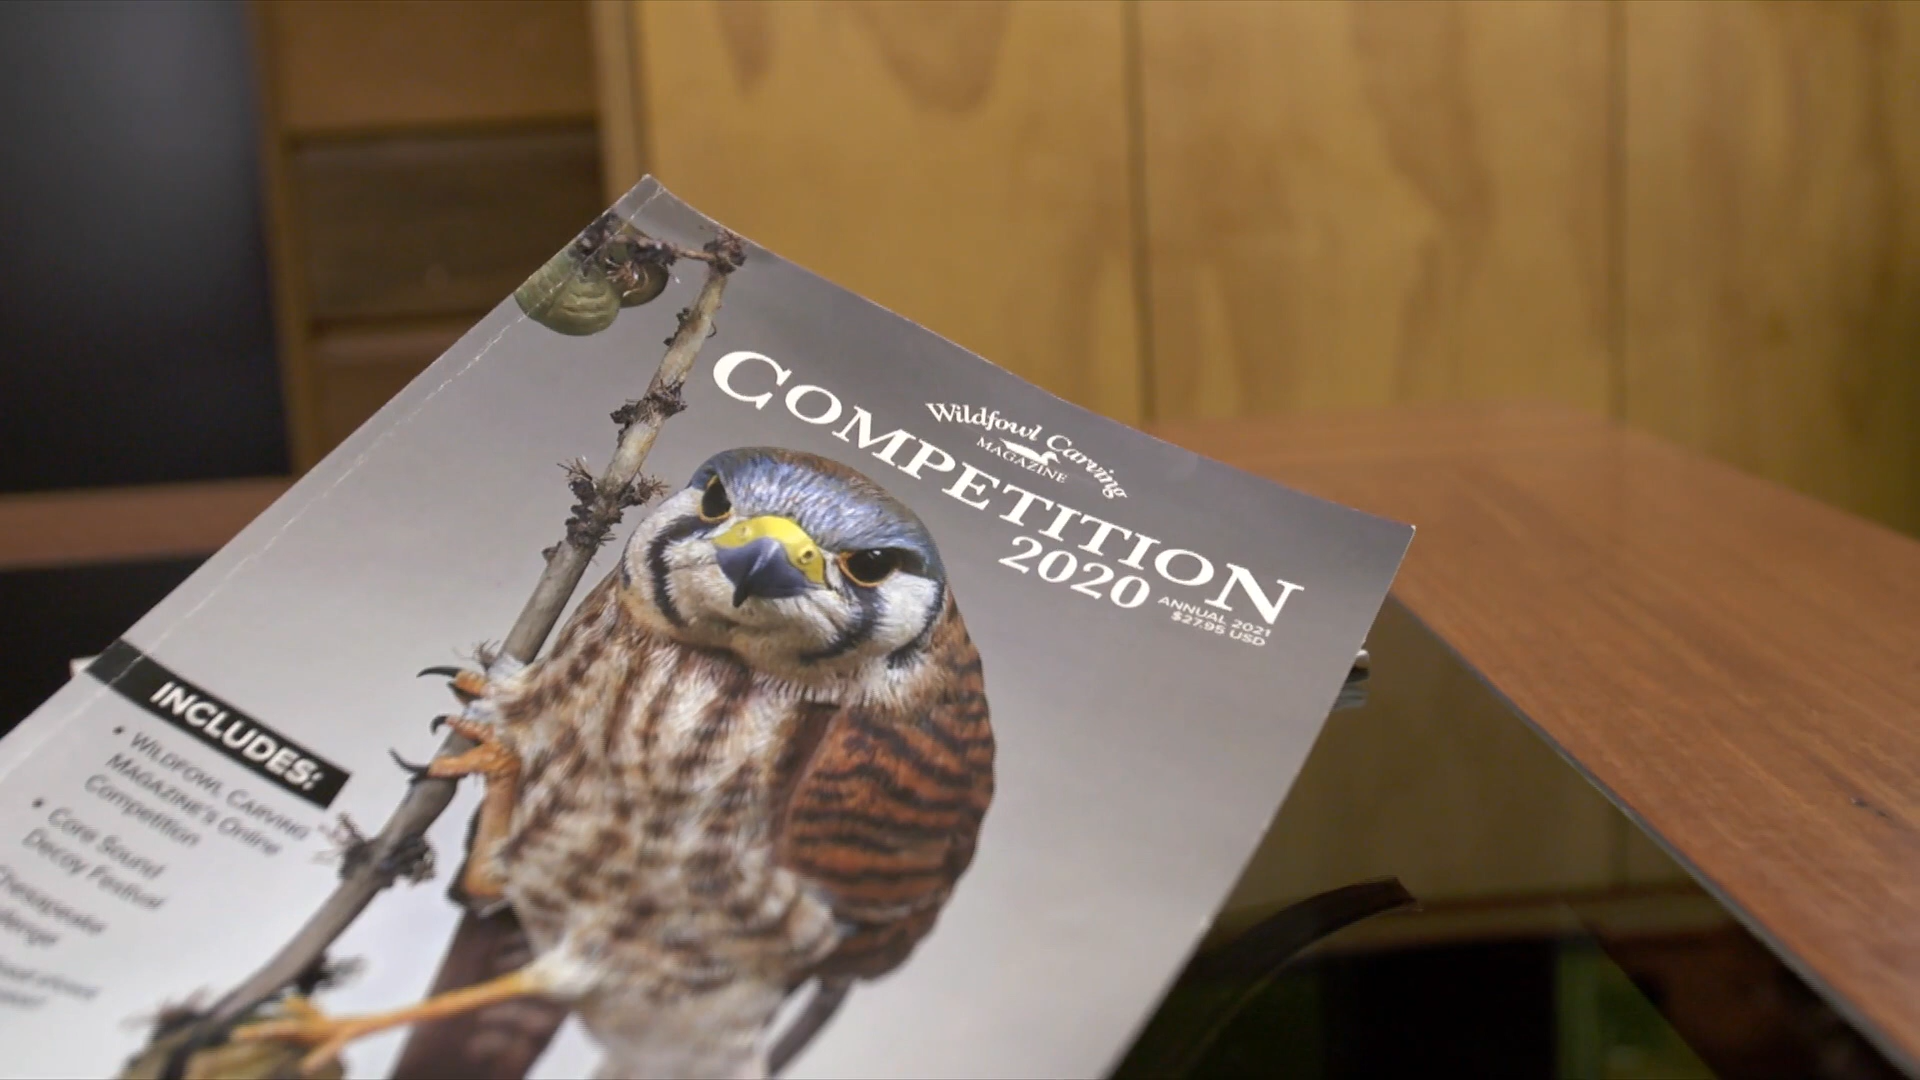 Wildfowl Carving
MAGAZINE
COMPETITION
2020
ANNUAL 2021
$27.95 USD
INCLUDES:
• WILDFOWL CARVING
MAGAZINE'S Online
Competition
• Core Sound
Decoy Festival
Chesapeake